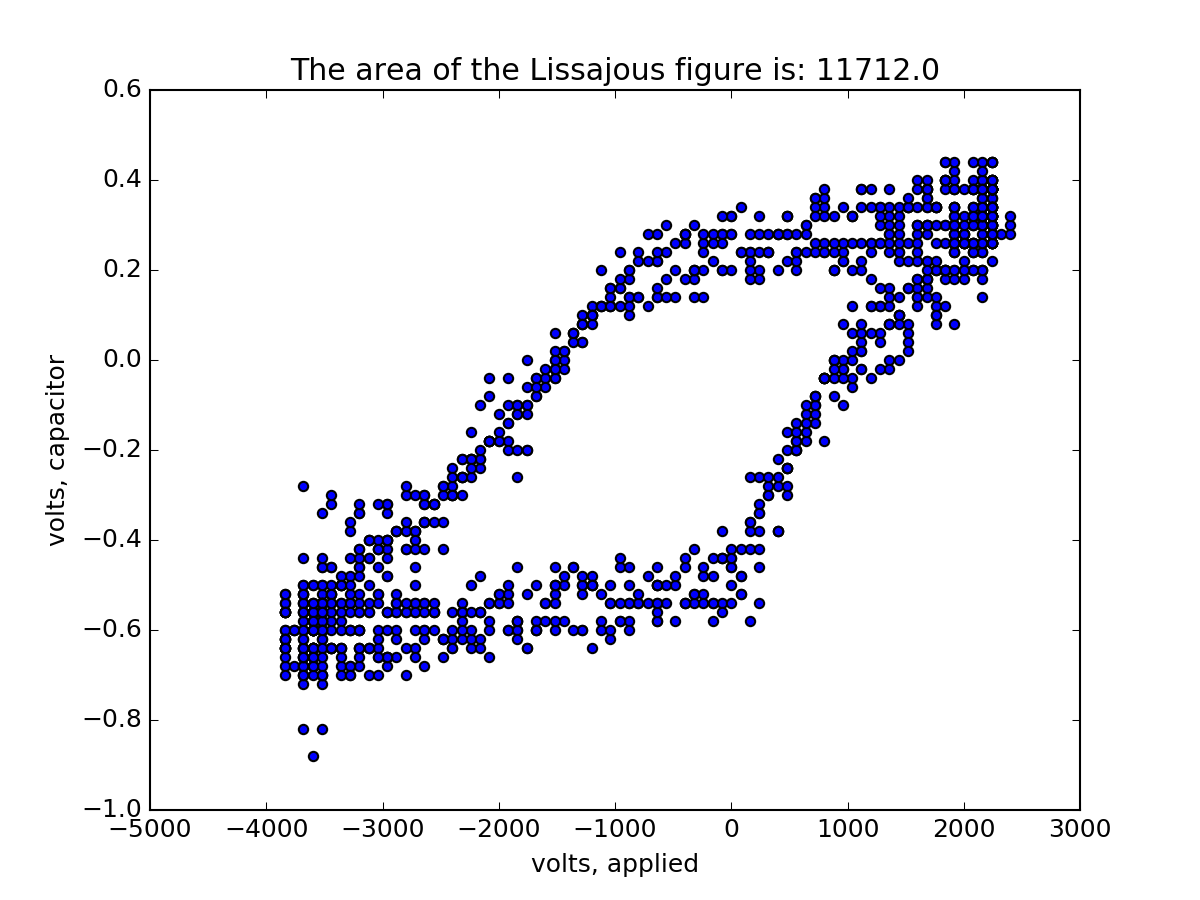 The area of the Lissajous figure is: 11712.0
0.6
0.4
0.2
0.0
−0.2
−0.4
−0.6
−0.8
−1.0
volts, capacitor
−5000 −4000 −3000 −2000 −1000 0 1000 2000 3000
volts, applied